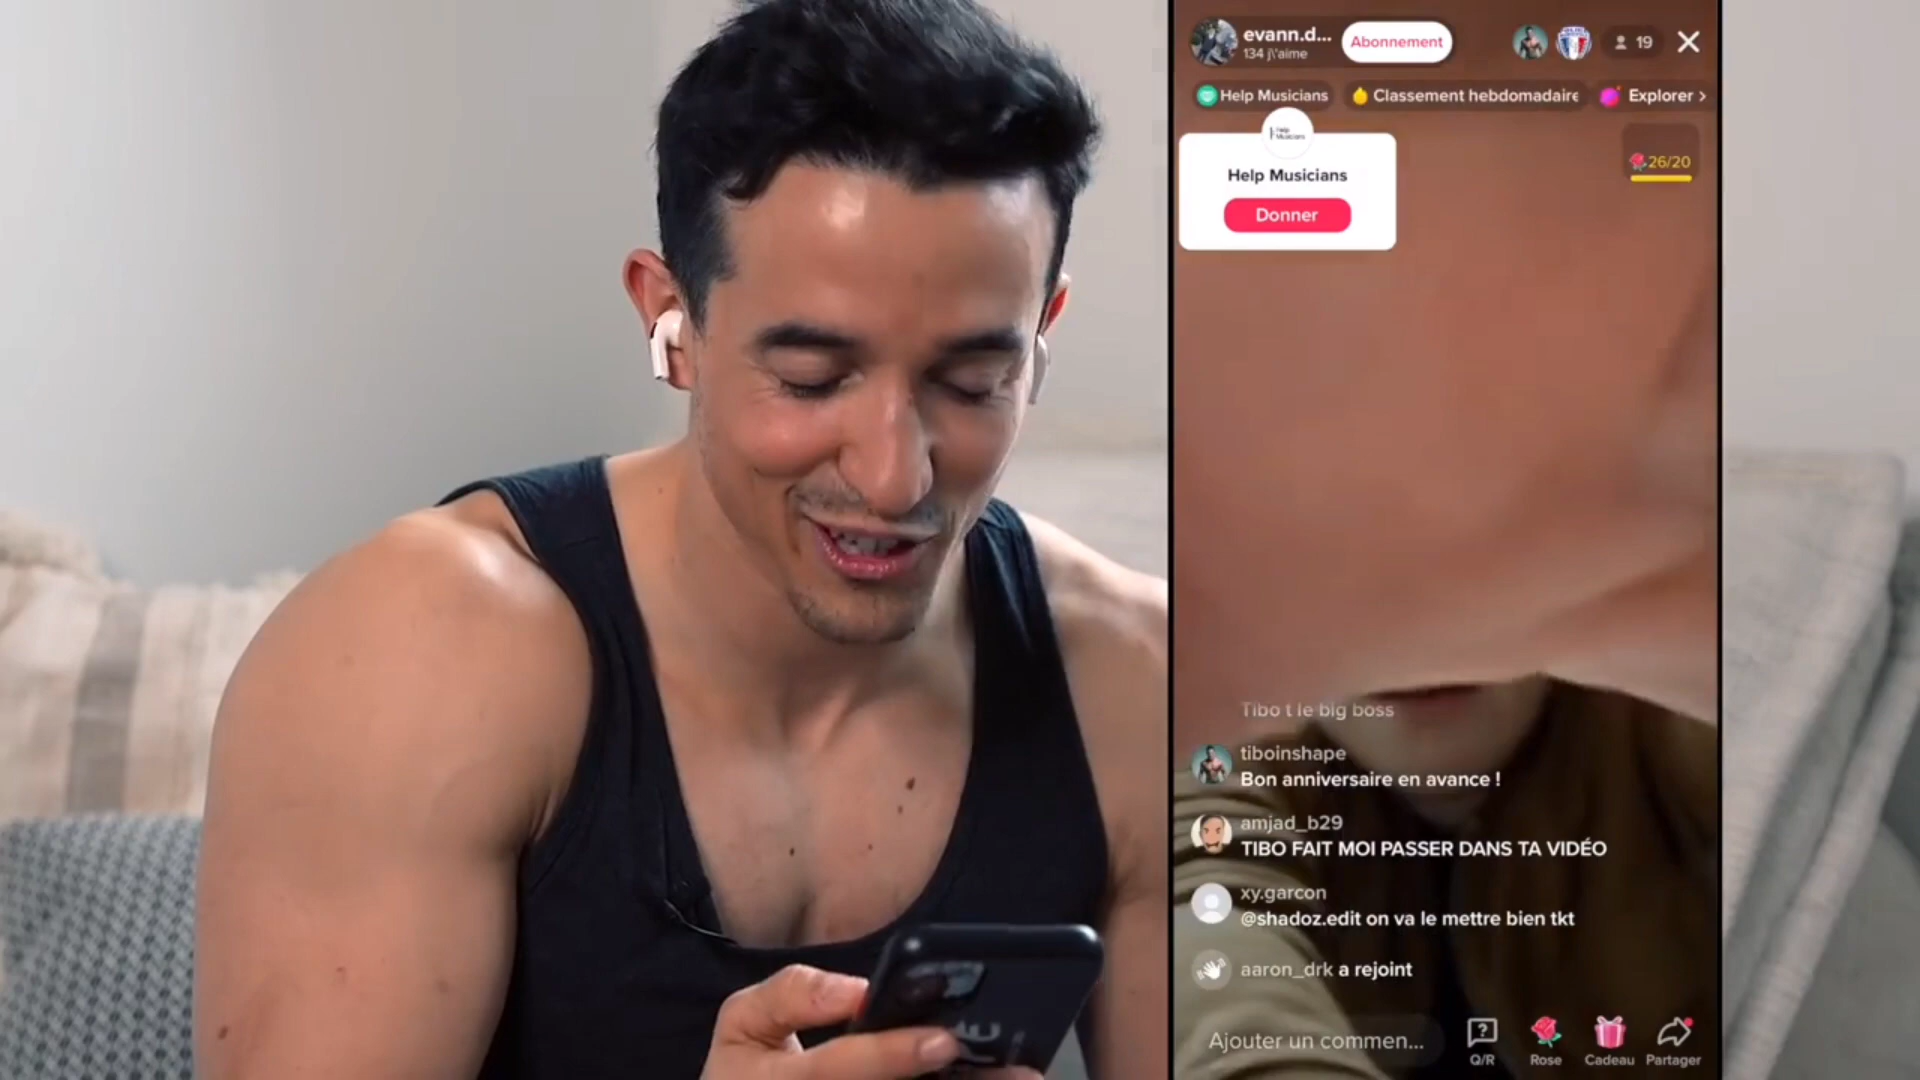 evann.d...
134 j\'aime
Abonnement
19
Help Musicians
Classement hebdomadaire
Explorer >
Help Musicians
Help Musicians
Donner
26/20
Tibo t le big boss
tiboinshape
Bon anniversaire en avance !
amjad_b29
TIBO FAIT MOI PASSER DANS TA VIDÉO
xy.garcon
@shadoz.edit on va le mettre bien tkt
aaron_drk a rejoint
Ajouter un commen...
Q/R
Rose
Cadeau
Partager